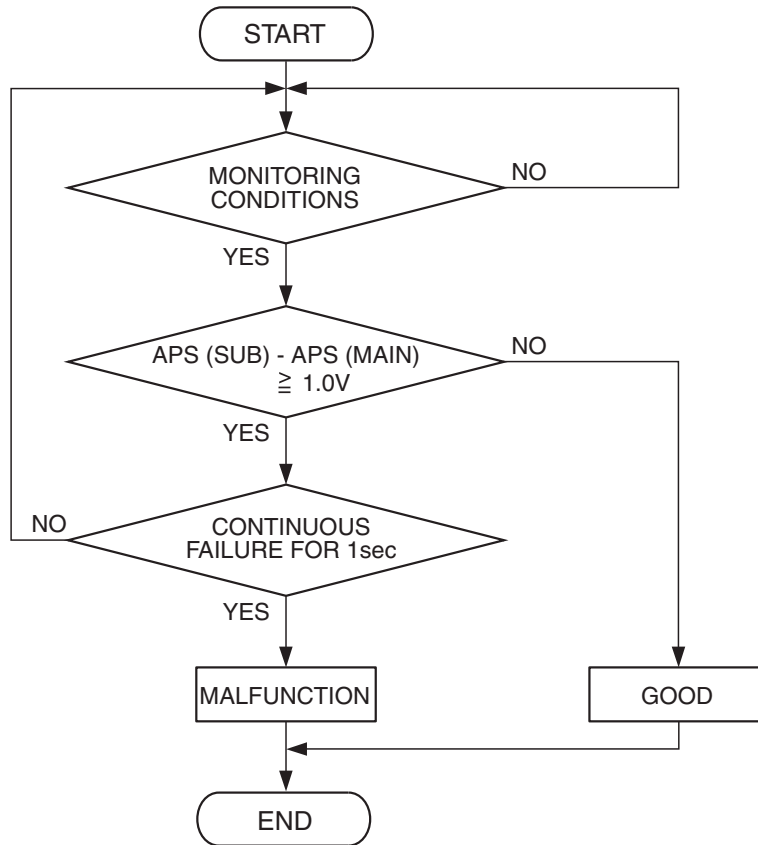 START
MONITORING
CONDITIONS
NO
YES
APS (SUB) - APS (MAIN)
≧ 1.0V
NO
YES
CONTINUOUS
FAILURE FOR 1sec
NO
YES
MALFUNCTION
GOOD
END